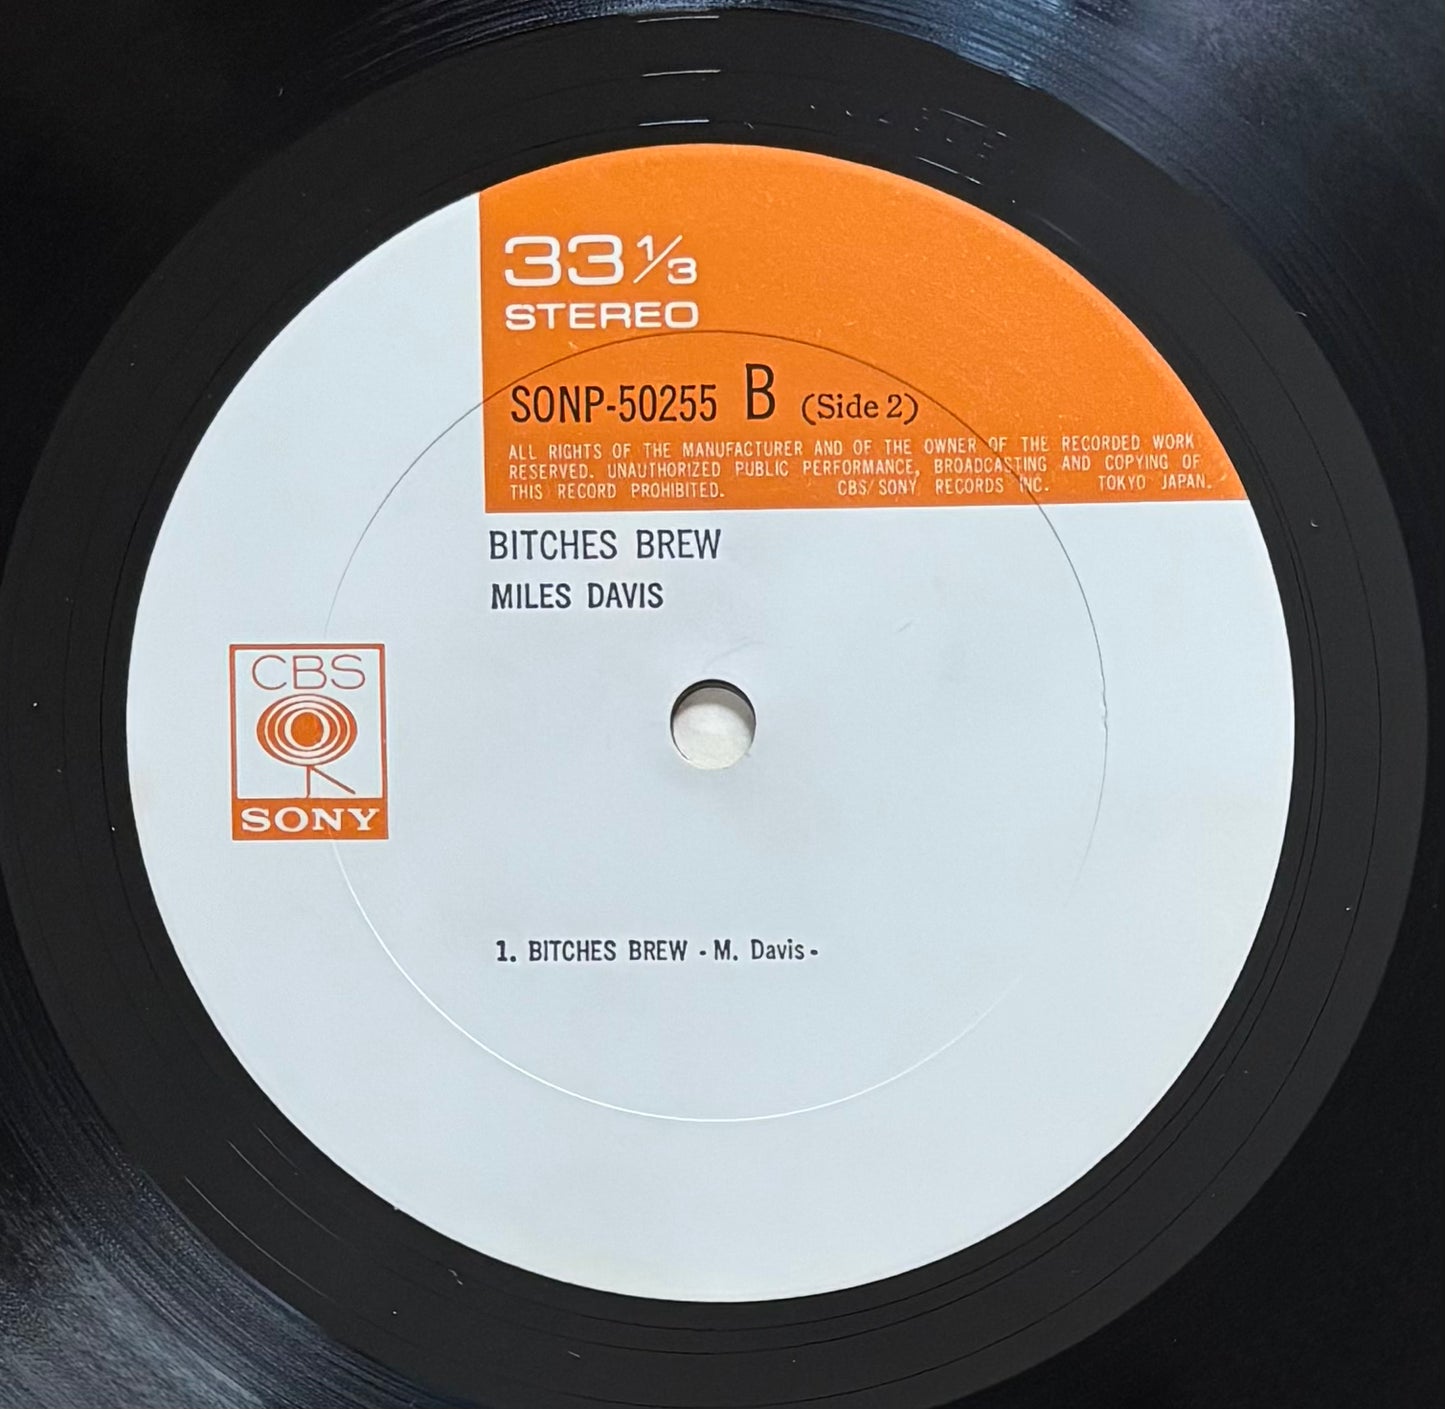 33 1/3
STEREO
SONP-50255 B (Side 2)
ALL RIGHTS OF THE MANUFACTURER AND OF THE OWNER OF THE RECORDED WORK
RESERVED. UNAUTHORIZED PUBLIC PERFORMANCE, BROADCASTING AND COPYING OF
THIS RECORD PROHIBITED. CBS/SONY RECORDS INC. TOKYO JAPAN.
BITCHES BREW
MILES DAVIS
CBS
SONY
1. BITCHES BREW - M. Davis -